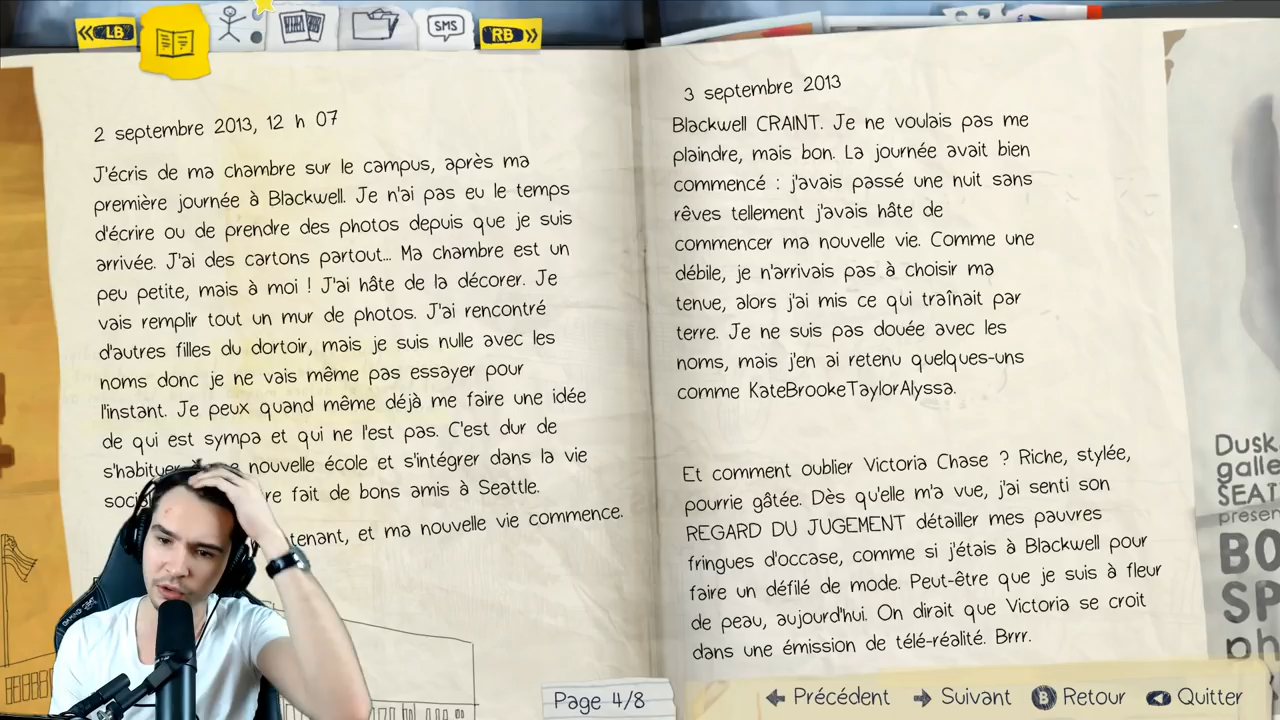 LB
SMS
RB
2 septembre 2013, 12 h 07
J'écris de ma chambre sur le campus, après ma
première journée à Blackwell. Je n'ai pas eu le temps
d'écrire ou de prendre des photos depuis que je suis
arrivée. J'ai des cartons partout... Ma chambre est un
peu petite, mais à moi ! J'ai hâte de la décorer. Je
vais remplir tout un mur de photos. J'ai rencontré
d'autres filles du dortoir, mais je suis nulle avec les
noms donc je ne vais même pas essayer pour
l'instant. Je peux quand même déjà me faire une idée
de qui est sympa et qui ne l'est pas. C'est dur de
s'habituer nouvelle école et s'intégrer dans la vie
fait de bons amis à Seattle.
et ma nouvelle vie commence.
3 septembre 2013
Blackwell CRAINT. Je ne voulais pas me
plaindre, mais bon. La journée avait bien
commencé : j'avais passé une nuit sans
rêves tellement j'avais hâte de
commencer ma nouvelle vie. Comme une
débile, je n'arrivais pas à choisir ma
tenue, alors j'ai mis ce qui traînait par
terre. Je ne suis pas douée avec les
noms, mais j'en ai retenu quelques-uns
comme KateBrookeTaylorAlyssa.
Et comment oublier Victoria Chase ? Riche, stylée,
pourrie gâtée. Dès qu'elle m'a vue, j'ai senti son
REGARD DU JUGEMENT détailler mes pauvres
fringues d'occase, comme si j'étais à Blackwell pour
faire un défilé de mode. Peut-être que je suis à fleur
de peau, aujourd'hui. On dirait que Victoria se croit
dans une émission de télé-réalité. Brrr.
Dusk
galle
SEAT
presen
BO
SP
ph
Page 4/8
Précédent
Suivant
B Retour
Quitter